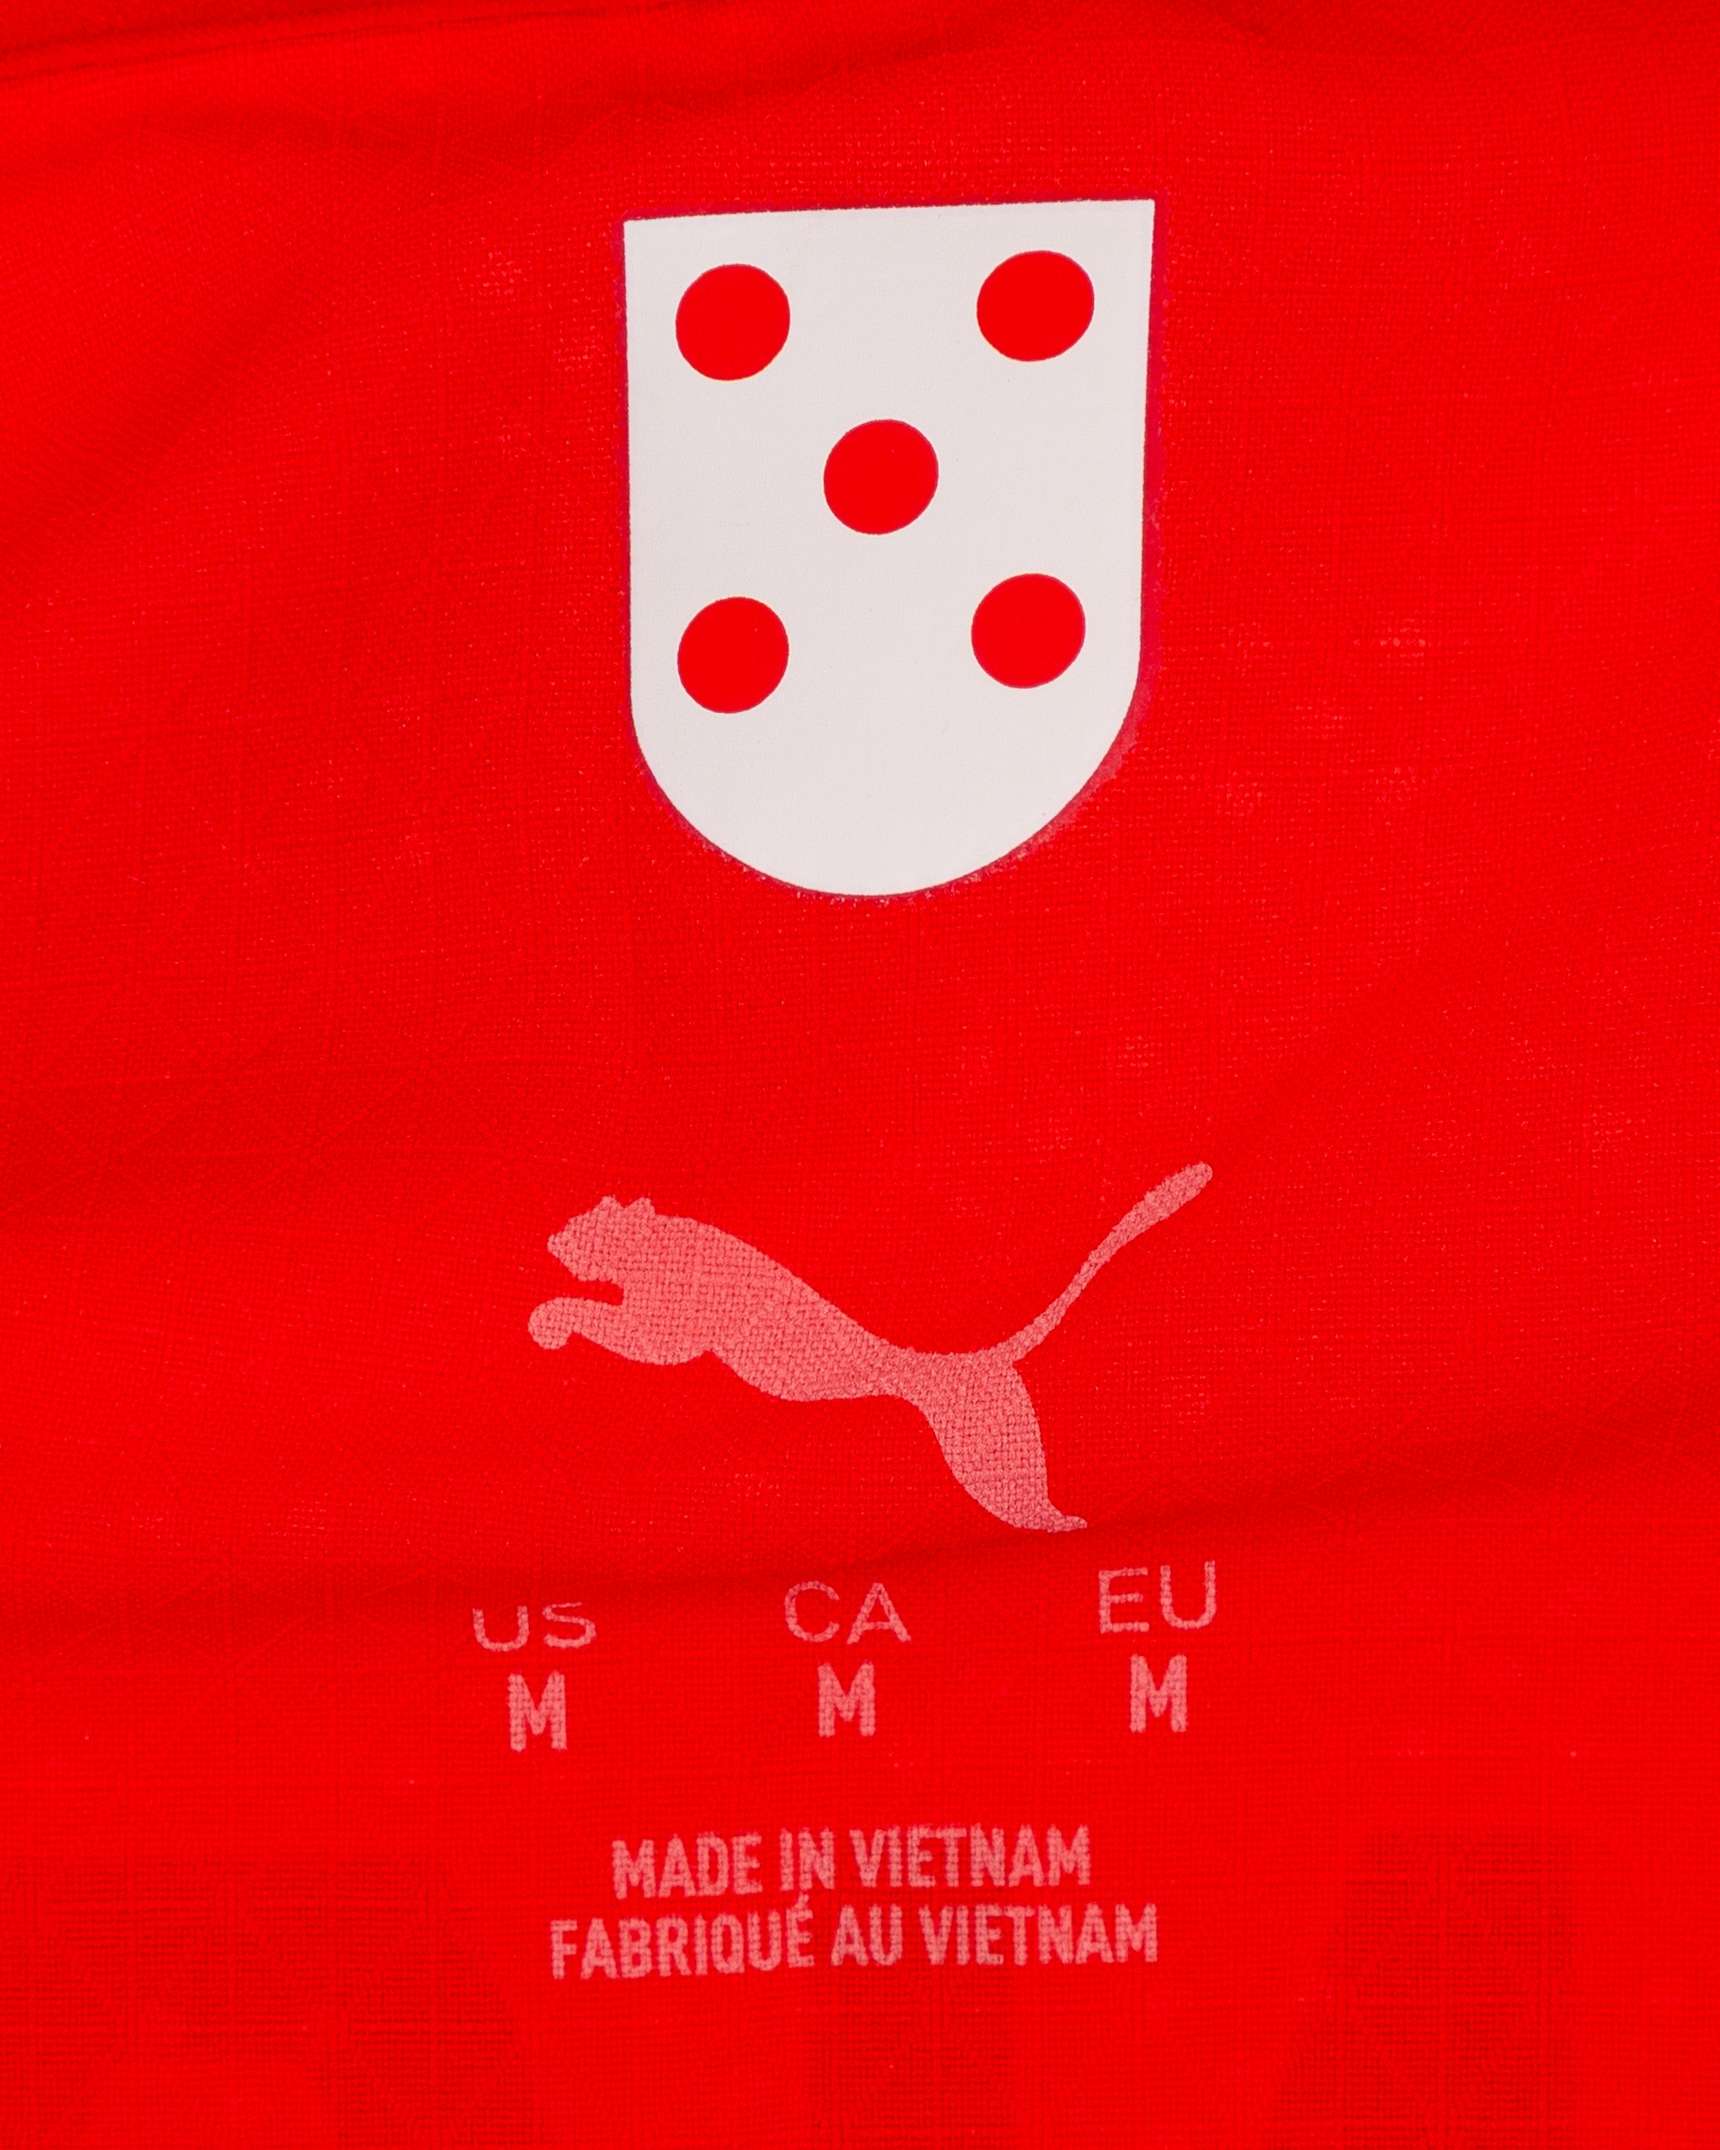 US CA EU
M M M
MADE IN VIETNAM
FABRIQUÉ AU VIETNAM